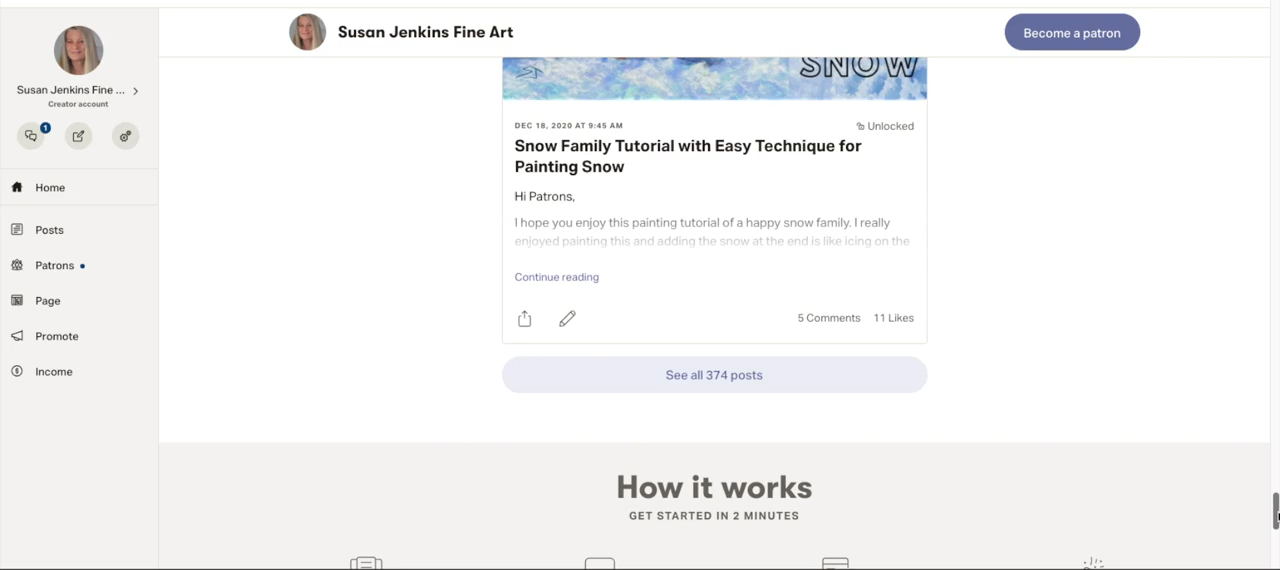 Susan Jenkins Fine Art
Become a patron
Susan Jenkins Fine ...
Creator account
1
Home
Posts
Patrons
Page
Promote
Income
SNOW
DEC 18, 2020 AT 9:45 AM
Unlocked
Snow Family Tutorial with Easy Technique for
Painting Snow
Hi Patrons,
I hope you enjoy this painting tutorial of a happy snow family. I really
enjoyed painting this and adding the snow at the end is like icing on the
Continue reading
5 Comments 11 Likes
See all 374 posts
How it works
GET STARTED IN 2 MINUTES